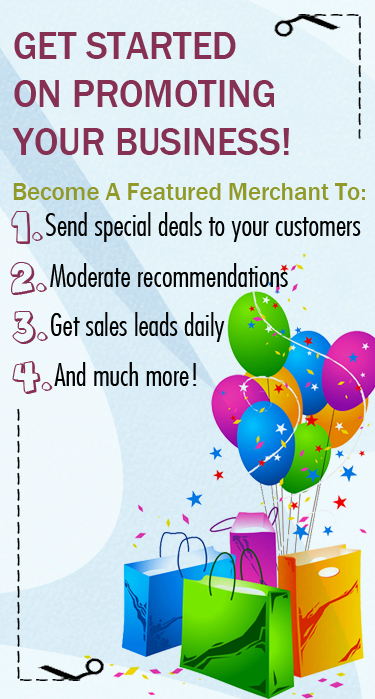 GET STARTED
ON PROMOTING
YOUR BUSINESS!
Become A Featured Merchant To:
1. Send special deals to your customers
2. Moderate recommendations
3. Get sales leads daily
4. And much more!